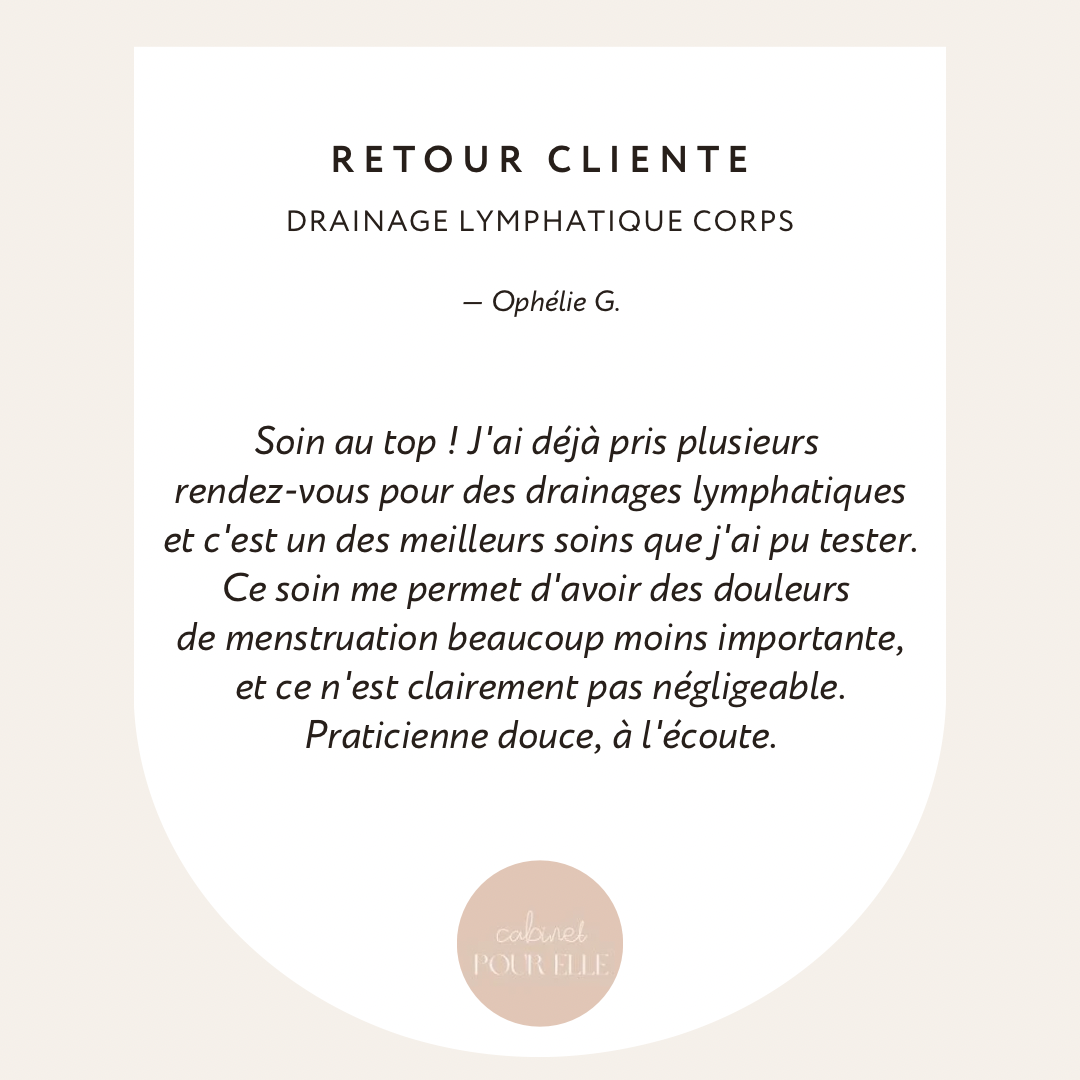 RETOUR CLIENTE
DRAINAGE LYMPHATIQUE CORPS
— Ophélie G.
Soin au top ! J'ai déjà pris plusieurs
rendez-vous pour des drainages lymphatiques
et c'est un des meilleurs soins que j'ai pu tester.
Ce soin me permet d'avoir des douleurs
de menstruation beaucoup moins importante,
et ce n'est clairement pas négligeable.
Praticienne douce, à l'écoute.
cabinet
POUR ELLE